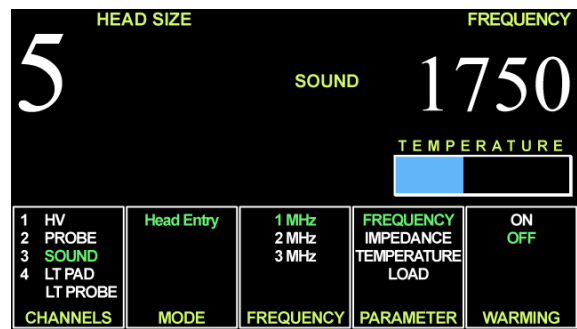 HEAD SIZE
FREQUENCY
5
SOUND
1750
TEMPERATURE
1 HV
2 PROBE
3 SOUND
4 LT PAD
LT PROBE
CHANNELS
Head Entry
MODE
1 MHz
2 MHz
3 MHz
FREQUENCY
FREQUENCY
IMPEDANCE
TEMPERATURE
LOAD
PARAMETER
ON
OFF
WARMING